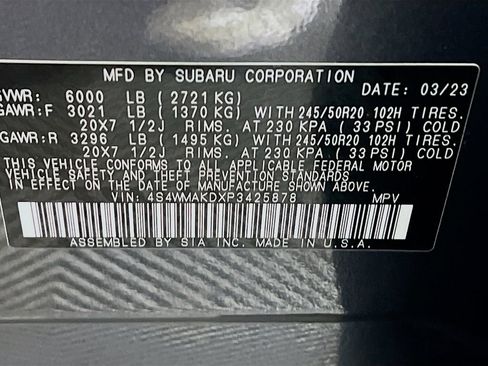 MFD BY SUBARU CORPORATION DATE: 03/23
GVWR: 6000 LB (2721 KG)
GAWR: F 3021 LB (1370 KG) WITH 245/50R20 102H TIRES.
20X7 1/2J RIMS. AT 230 KPA (33 PSI) COLD
GAWR: R 3296 LB (1495 KG) WITH 245/50R20 102H TIRES.
20X7 1/2J RIMS. AT 230 KPA (33 PSI) COLD
THIS VEHICLE CONFORMS TO ALL APPLICABLE FEDERAL MOTOR
VEHICLE SAFETY AND THEFT PREVENTION STANDARDS
IN EFFECT ON THE DATE OF MANUFACTURE SHOWN ABOVE.
VIN: 4S4WMAKDXP3425878 MPV
ASSEMBLED BY SIA INC. MADE IN U.S.A.